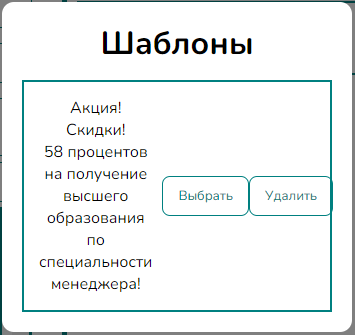 Шаблоны
Акция!
Скидки!
58 процентов
на получение
высшего
образования
по
специальности
менеджера!
Выбрать
Удалить